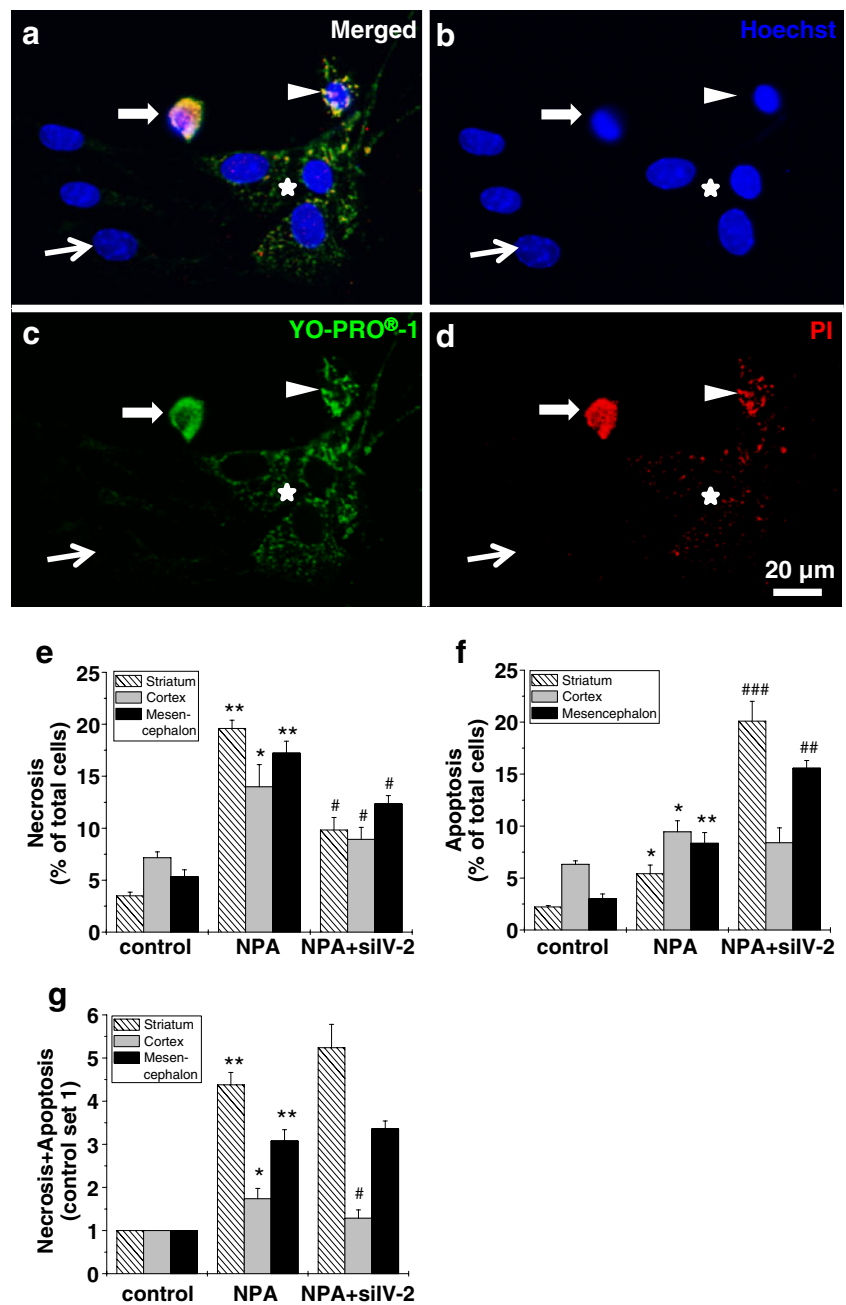 a
Merged
b
Hoechst
c
YO-PRO®-1
d
PI
20 µm
e
25
20
15
10
5
0
Necrosis
(% of total cells)
Striatum
Cortex
Mesen-
cephalon
**
*
**
#
#
#
control
NPA
NPA+siIV-2
f
25
20
15
10
5
0
Apoptosis
(% of total cells)
Striatum
Cortex
Mesencephalon
*
*
**
###
##
control
NPA
NPA+siIV-2
g
6
5
4
3
2
1
0
Necrosis+Apoptosis
(control set 1)
Striatum
Cortex
Mesen-
cephalon
**
*
**
#
control
NPA
NPA+siIV-2